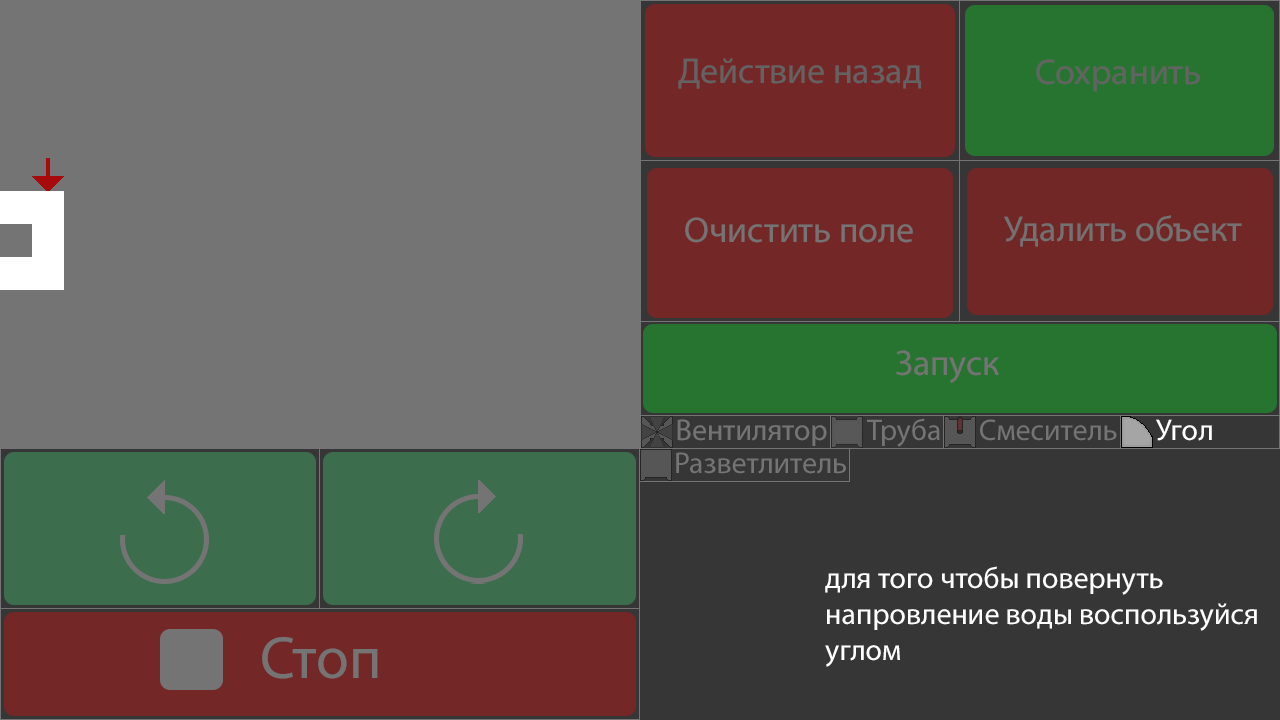 Действие назад
Сохранить
Очистить поле
Удалить объект
Запуск
Вентилятор Труба Смеситель Угол
Разветлитель
для того чтобы повернуть
напровление воды воспользуйся
углом
Стоп